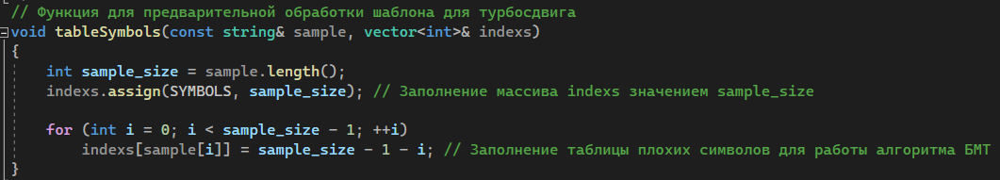 // Функция для предварительной обработки шаблона для турбосдвига
void tableSymbols(const string& sample, vector<int>& indexs)
{
    int sample_size = sample.length();
    indexs.assign(SYMBOLS, sample_size); // Заполнение массива indexs значением sample_size

    for (int i = 0; i < sample_size - 1; ++i)
        indexs[sample[i]] = sample_size - 1 - i; // Заполнение таблицы плохих символов для работы алгоритма БМТ
}